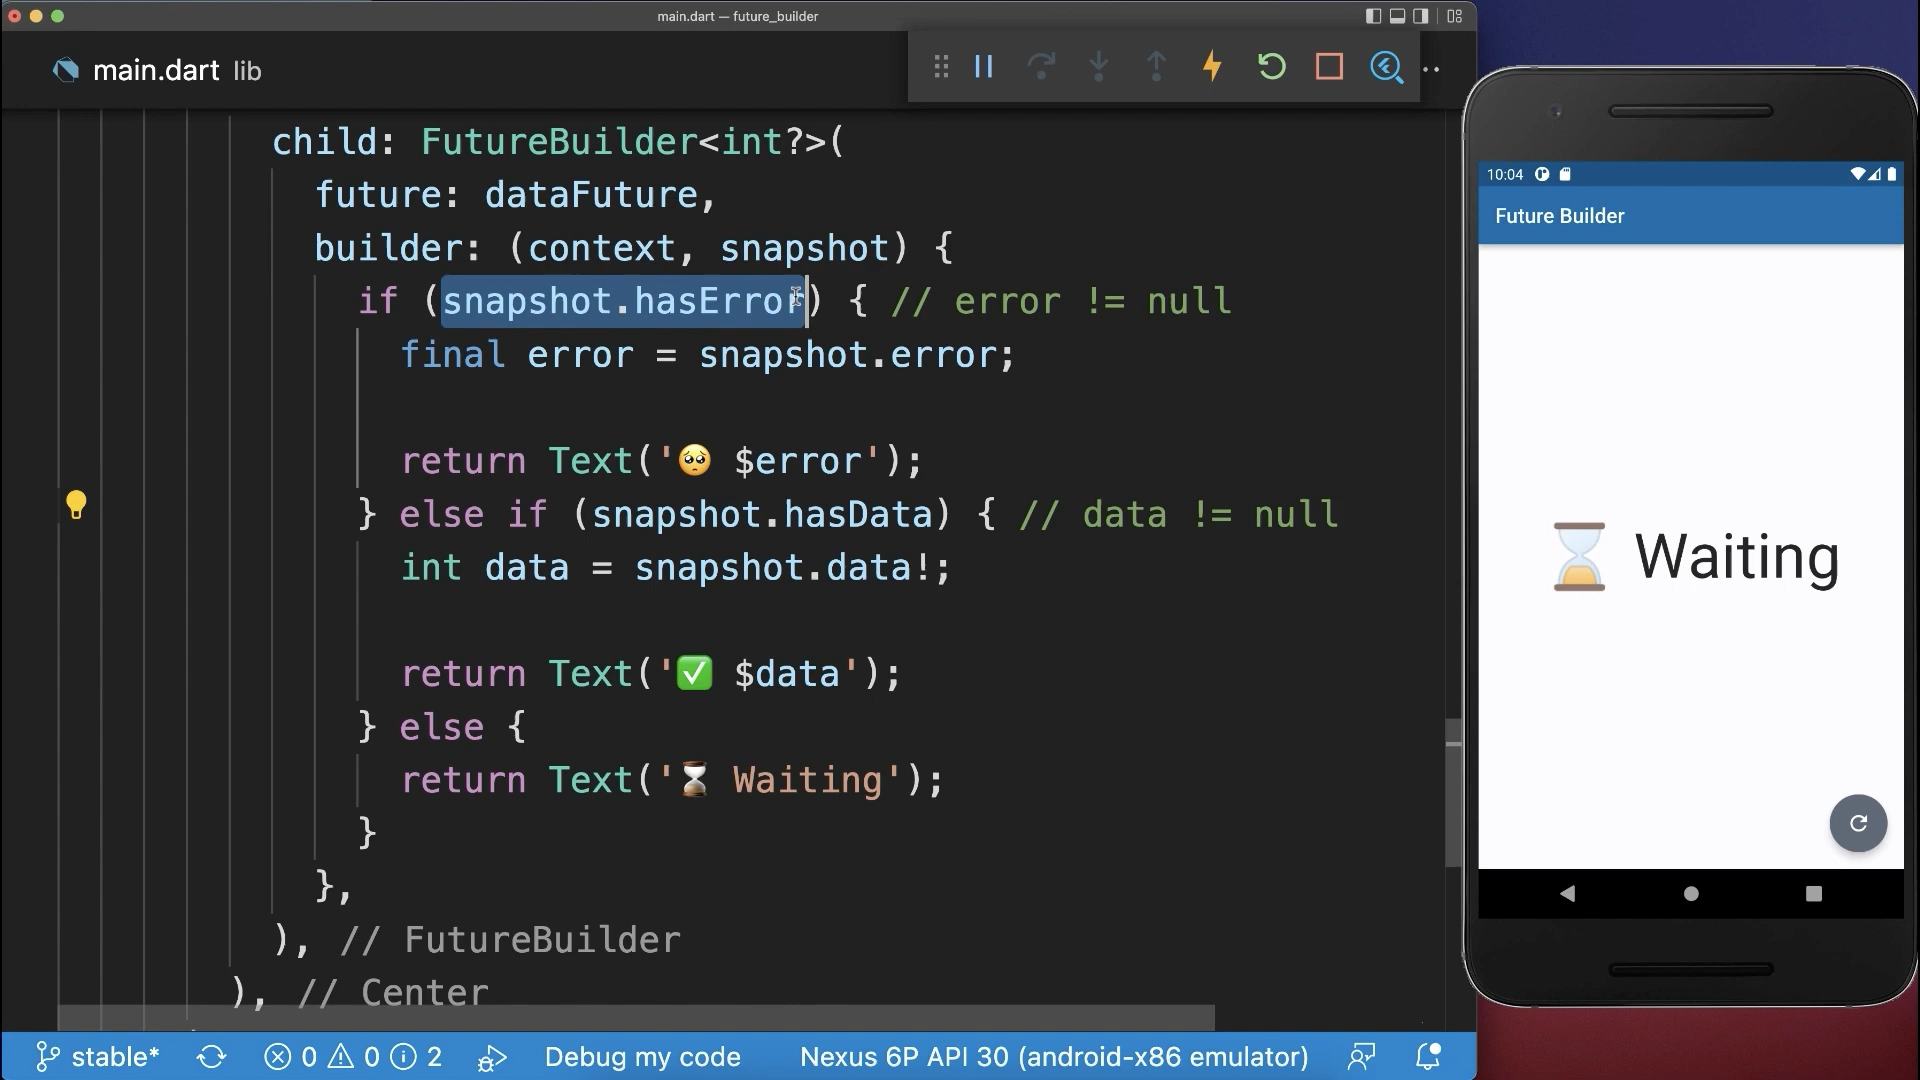 main.dart — future_builder
main.dart lib
child: FutureBuilder<int?>(
future: dataFuture,
builder: (context, snapshot) {
if (snapshot.hasError) { // error != null
final error = snapshot.error;
return Text('🥺 $error');
} else if (snapshot.hasData) { // data != null
int data = snapshot.data!;
return Text('✅ $data');
} else {
return Text('⏳ Waiting');
}
},
), // FutureBuilder
), // Center
stable* 0 0 2 Debug my code Nexus 6P API 30 (android-x86 emulator)
10:04
Future Builder
⏳ Waiting